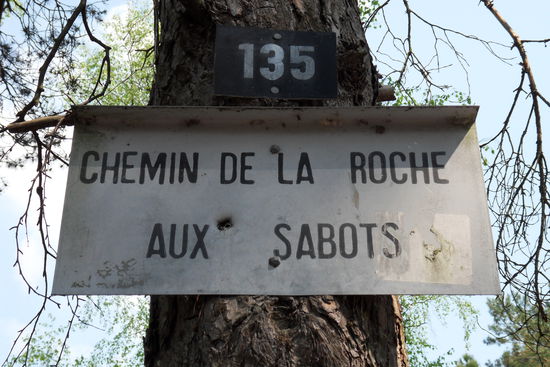 135
CHEMIN DE LA ROCHE
AUX SABOTS